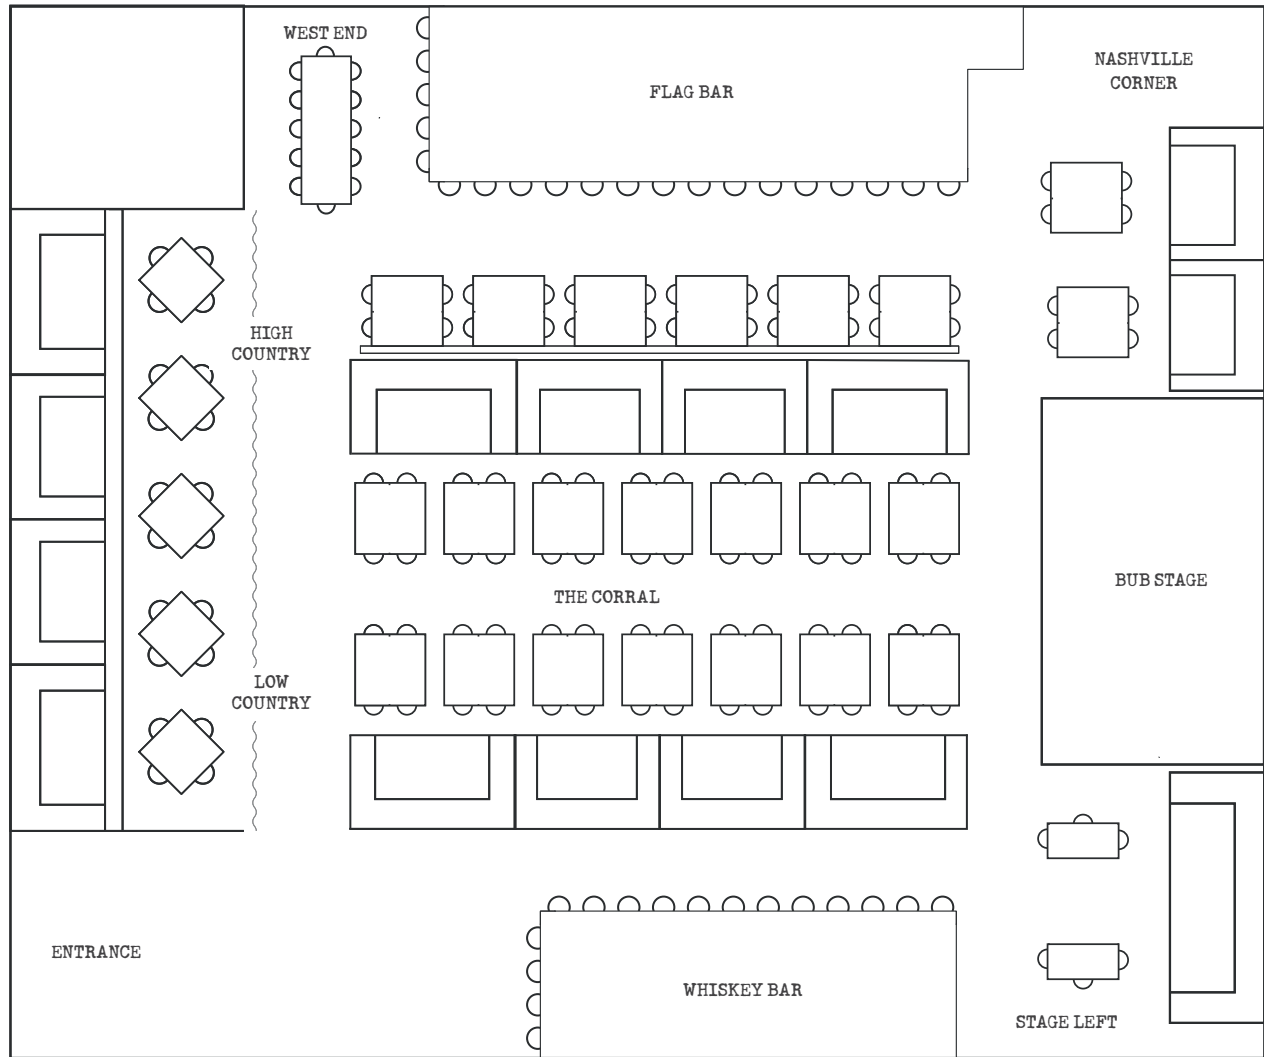 WEST END
FLAG BAR
NASHVILLE
CORNER
HIGH
COUNTRY
BUB STAGE
THE CORRAL
LOW
COUNTRY
ENTRANCE
WHISKEY BAR
STAGE LEFT